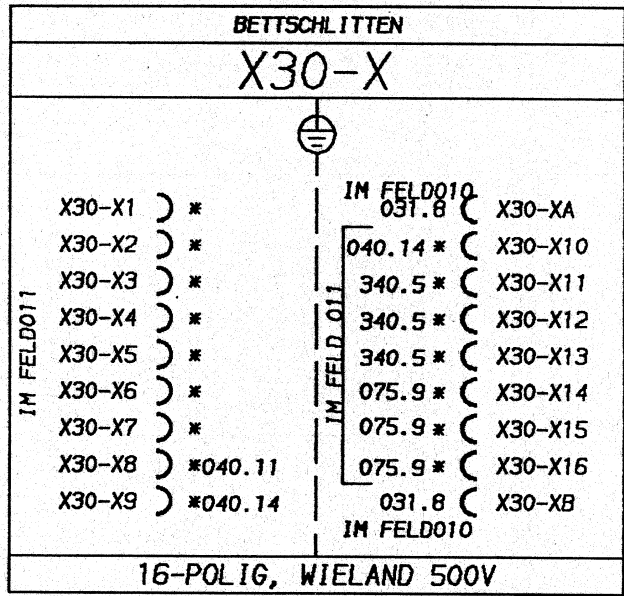 BETTSCHLITTEN
X30-X
IM FELD011
X30-X1 *
X30-X2 *
X30-X3 *
X30-X4 *
X30-X5 *
X30-X6 *
X30-X7 *
X30-X8 *040.11
X30-X9 *040.14
IM FELD010
031.8 X30-XA
IM FELD 011
040.14 * X30-X10
340.5 * X30-X11
340.5 * X30-X12
340.5 * X30-X13
075.9 * X30-X14
075.9 * X30-X15
075.9 * X30-X16
031.8 X30-XB
IM FELD010
16-POLIG, WIELAND 500V